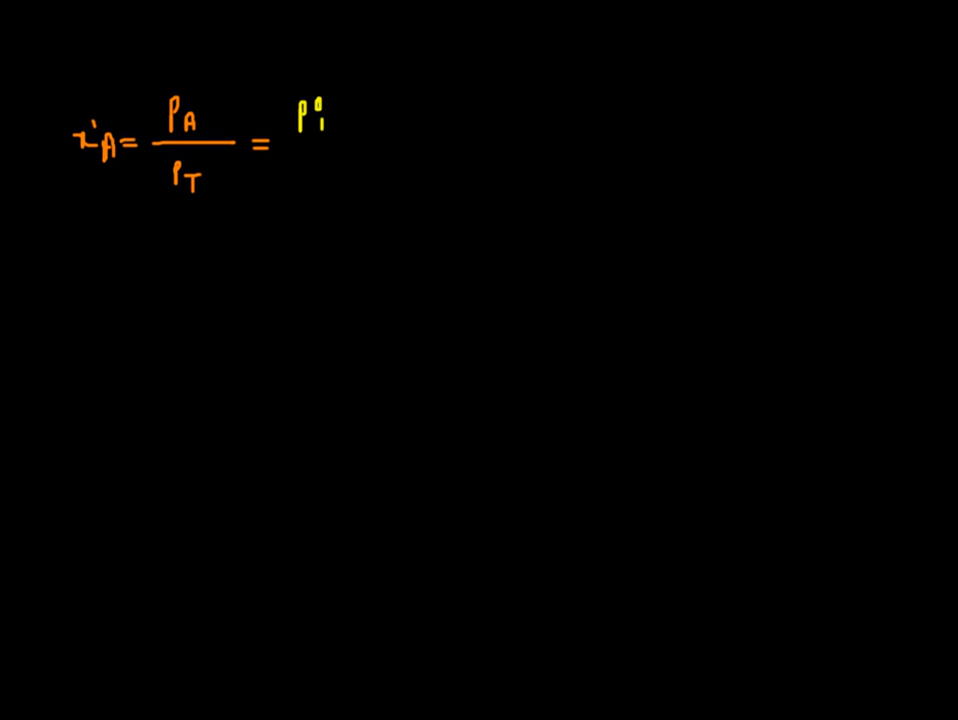 x'A = PA / PT = P°